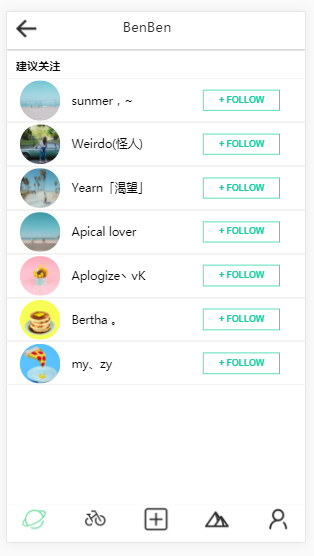 BenBen
建议关注
sunmer，~
+ FOLLOW
Weirdo(怪人)
+ FOLLOW
Yearn「渴望」
+ FOLLOW
Apical lover
+ FOLLOW
Aplogize丶vK
+ FOLLOW
Bertha 。
+ FOLLOW
my、zy
+ FOLLOW